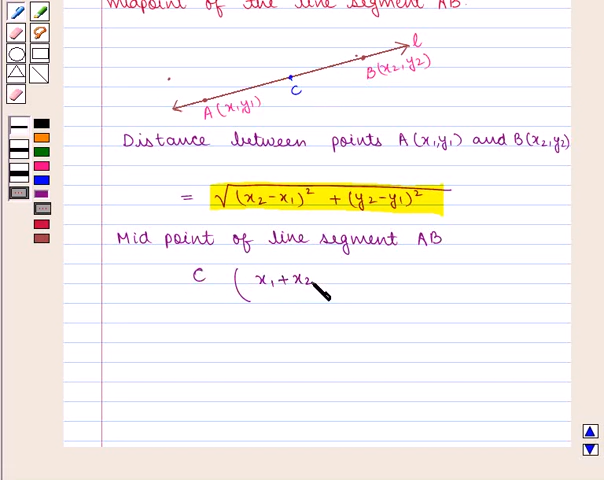 midpoint of the line segment AB.
l
B(x2,y2)
C
A(x1,y1)
Distance between points A(x1,y1) and B(x2,y2)
= √(x2-x1)² + (y2-y1)²
Mid point of line segment AB
C ( x1+x2